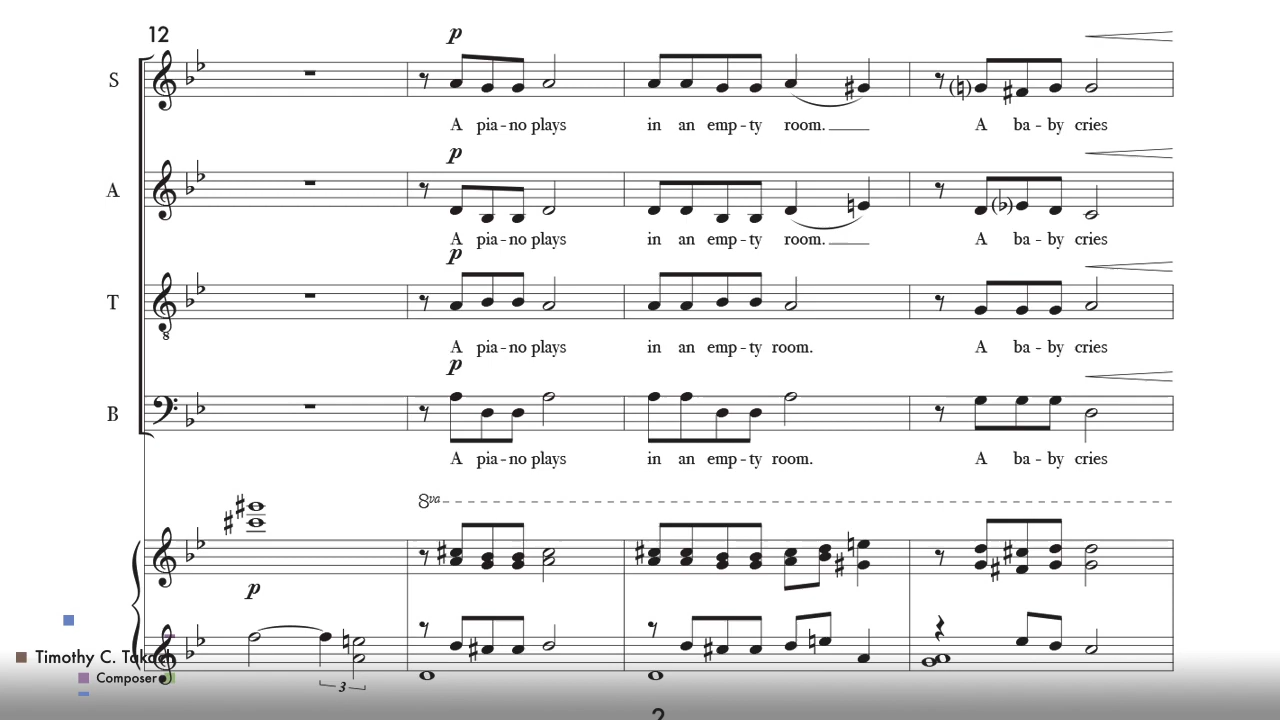 12
p
S
A pia - no plays in an emp - ty room. A ba - by cries
p
A
A pia - no plays in an emp - ty room. A ba - by cries
p
T
8
A pia - no plays in an emp - ty room. A ba - by cries
p
B
A pia - no plays in an emp - ty room. A ba - by cries
8va
p
3
Timothy C. Taka
Composer
2